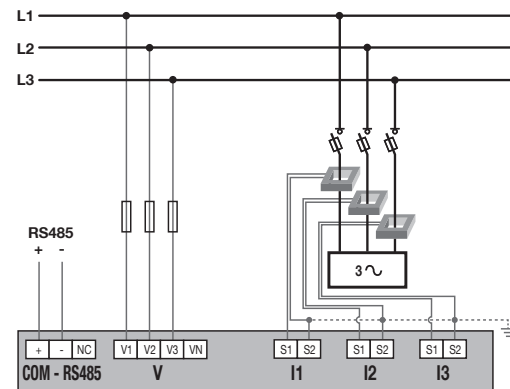 L1
L2
L3
RS485
+ -
3
+ - NC
V1 V2 V3 VN
S1 S2
S1 S2
S1 S2
COM - RS485
V
I1
I2
I3